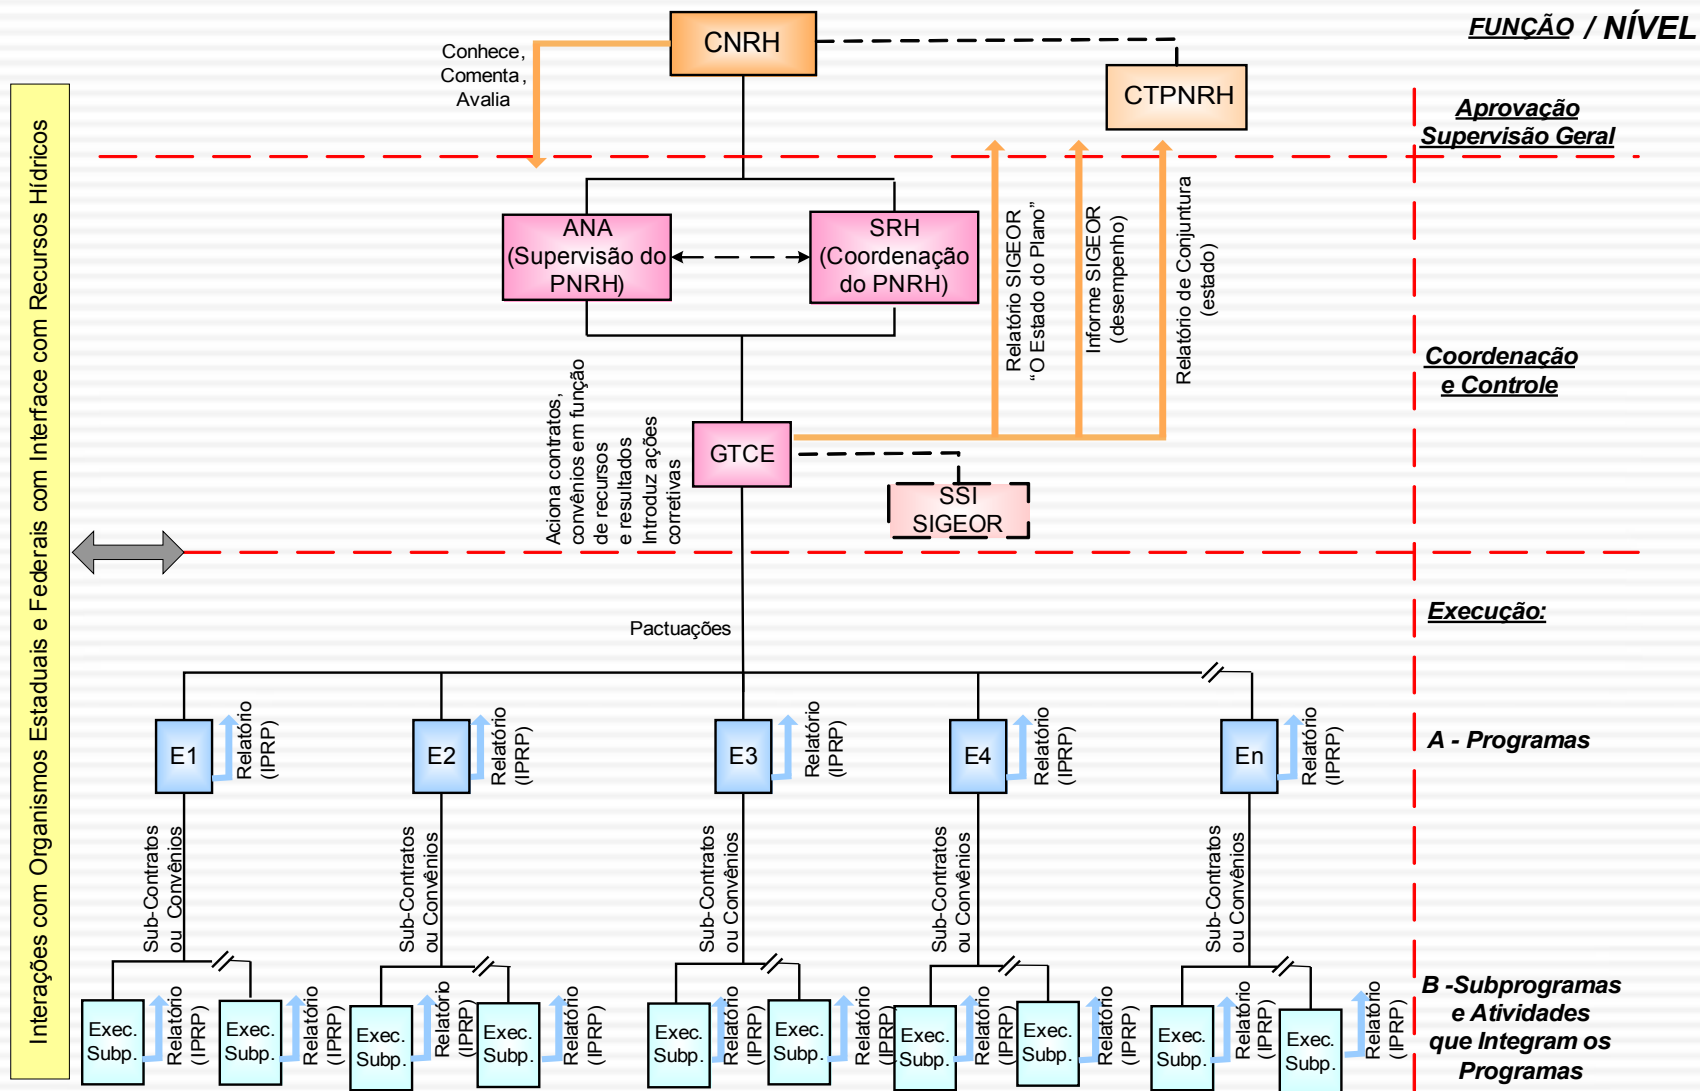 FUNÇÃO / NÍVEL
CNRH
Conhece,
Comenta,
Avalia
CTPNRH
Aprovação
Supervisão Geral
Interações com Organismos Estaduais e Federais com Interface com Recursos Hídricos
ANA
(Supervisão do
PNRH)
SRH
(Coordenação
do PNRH)
Relatório SIGEOR
“O Estado do Plano”
Informe SIGEOR
(desempenho)
Relatório de Conjuntura
(estado)
Coordenação
e Controle
Aciona contratos,
convênios em função
de recursos
e resultados
Introduz ações
corretivas
GTCE
SSI
SIGEOR
Execução:
Pactuações
E1
Relatório
(IPRP)
E2
Relatório
(IPRP)
E3
Relatório
(IPRP)
E4
Relatório
(IPRP)
En
Relatório
(IPRP)
A - Programas
Sub-Contratos
ou Convênios
Sub-Contratos
ou Convênios
Sub-Contratos
ou Convênios
Sub-Contratos
ou Convênios
Sub-Contratos
ou Convênios
Exec.
Subp.
Relatório
(IPRP)
Exec.
Subp.
Relatório
(IPRP)
Exec.
Subp.
Relatório
(IPRP)
Exec.
Subp.
Relatório
(IPRP)
Exec.
Subp.
Relatório
(IPRP)
Exec.
Subp.
Relatório
(IPRP)
Exec.
Subp.
Relatório
(IPRP)
Exec.
Subp.
Relatório
(IPRP)
Exec.
Subp.
Relatório
(IPRP)
Exec.
Subp.
Relatório
(IPRP)
B -Subprogramas
e Atividades
que Integram os
Programas